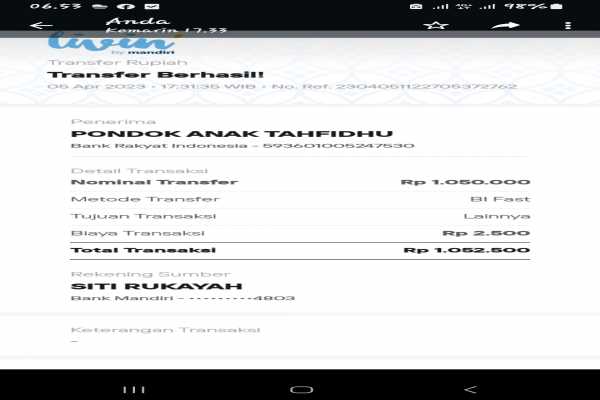 06.53
98%
Anda
Kemarin 17.33
livin'
by mandiri
Transfer Rupiah
Transfer Berhasil!
05 Apr 2023 • 17:31:35 WIB • No. Ref. 2304051122705372762
Penerima
PONDOK ANAK TAHFIDHU
Bank Rakyat Indonesia - 593601005247530
Detail Transaksi
Nominal Transfer Rp 1.050.000
Metode Transfer BI Fast
Tujuan Transaksi Lainnya
Biaya Transaksi Rp 2.500
Total Transaksi Rp 1.052.500
Rekening Sumber
SITI RUKAYAH
Bank Mandiri - •••••••••4803
Keterangan Transaksi
-